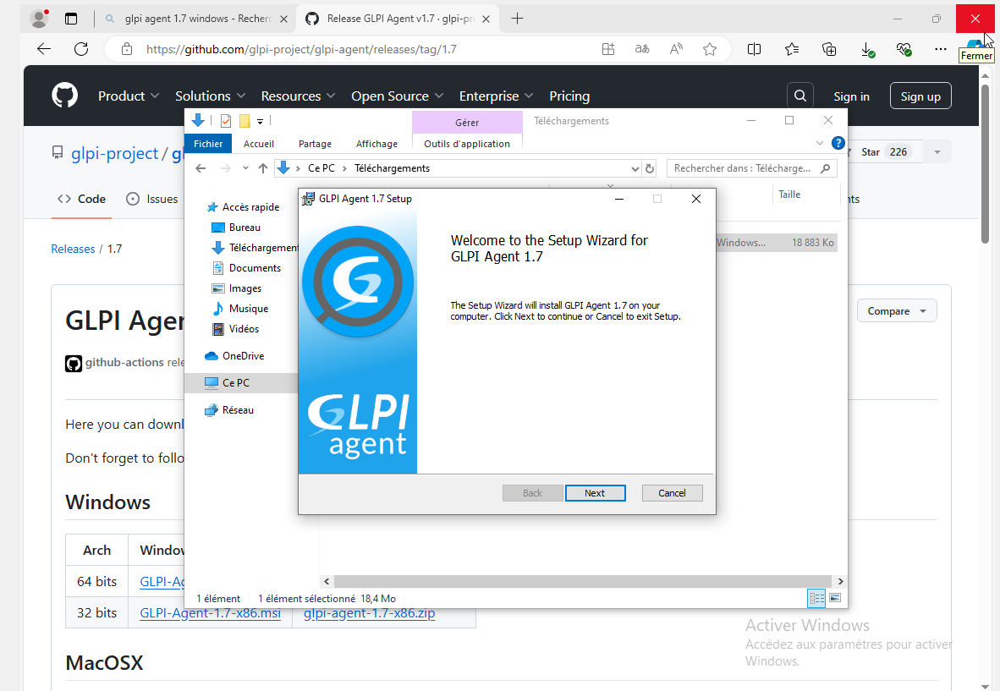 glpi agent 1.7 windows - Recherc
Release GLPI Agent v1.7 · glpi-pr
https://github.com/glpi-project/glpi-agent/releases/tag/1.7
Fermer
Product
Solutions
Resources
Open Source
Enterprise
Pricing
Sign in
Sign up
glpi-project / gl
Star 226
Code
Issues
nts
Releases / 1.7
GLPI Agen
Compare
github-actions rele
Here you can downl
Don't forget to follo
Windows
Arch Window
64 bits GLPI-Ag
32 bits GLPI-Agent-1.7-x86.msi glpi-agent-1.7-x86.zip
MacOSX
Gérer
Téléchargements
Fichier
Accueil
Partage
Affichage
Outils d'application
Ce PC > Téléchargements
Rechercher dans : Télécharge...
Taille
Accès rapide
Bureau
Téléchargement
Documents
Images
Musique
Vidéos
OneDrive
Ce PC
Réseau
Windows... 18 883 Ko
1 élément
1 élément sélectionné 18,4 Mo
GLPI Agent 1.7 Setup
Welcome to the Setup Wizard for
GLPI Agent 1.7
The Setup Wizard will install GLPI Agent 1.7 on your
computer. Click Next to continue or Cancel to exit Setup.
GLPI
agent
Back
Next
Cancel
Activer Windows
Accédez aux paramètres pour activer
Windows.